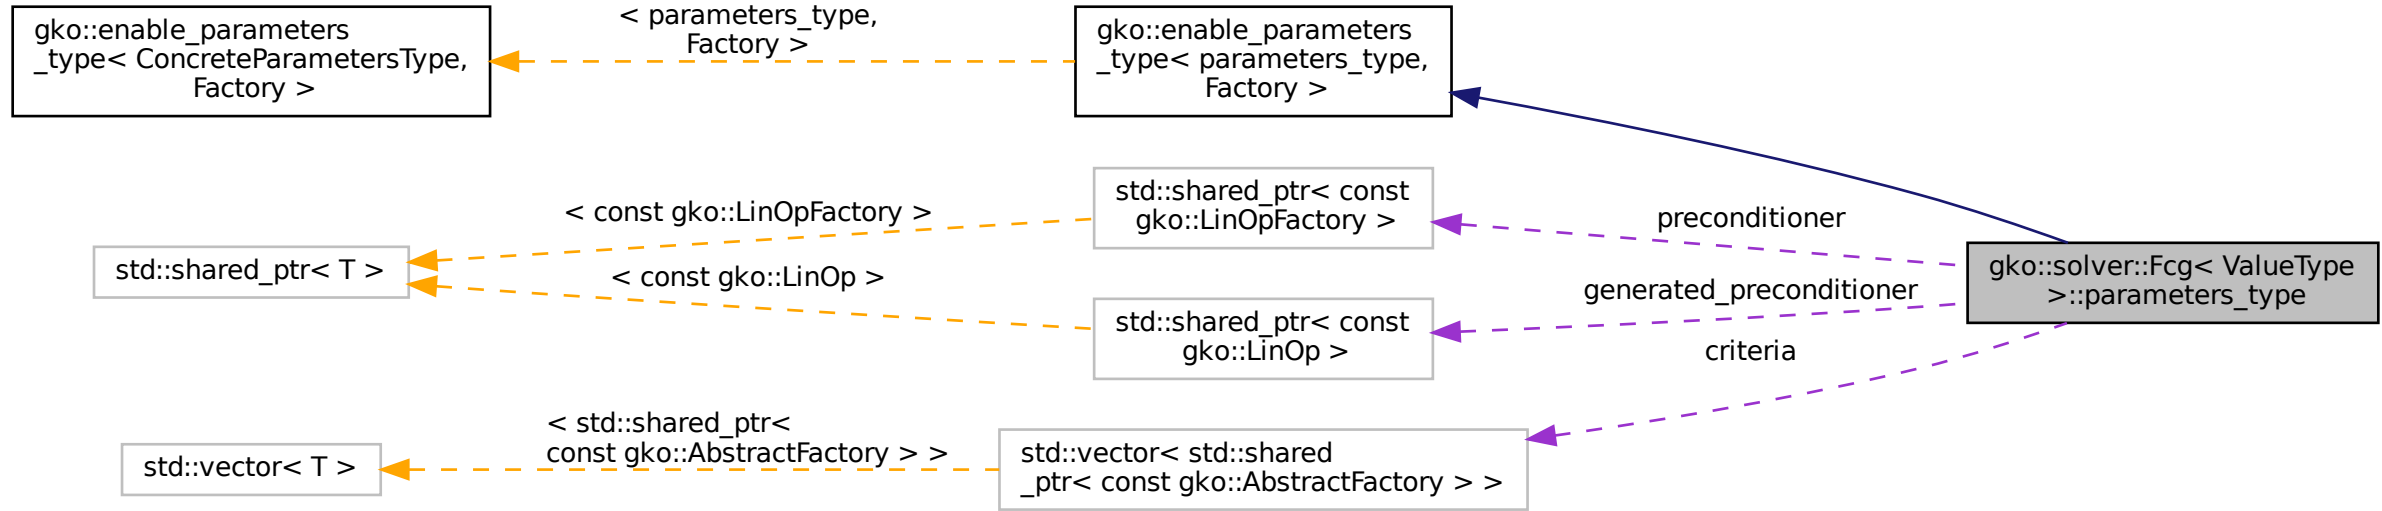 gko::enable_parameters
_type< ConcreteParametersType,
Factory >
< parameters_type,
Factory >
gko::enable_parameters
_type< parameters_type,
Factory >
std::shared_ptr< T >
< const gko::LinOpFactory >
< const gko::LinOp >
std::shared_ptr< const
gko::LinOpFactory >
std::shared_ptr< const
gko::LinOp >
preconditioner
generated_preconditioner
criteria
gko::solver::Fcg< ValueType
>::parameters_type
std::vector< T >
< std::shared_ptr<
const gko::AbstractFactory > >
std::vector< std::shared
_ptr< const gko::AbstractFactory > >